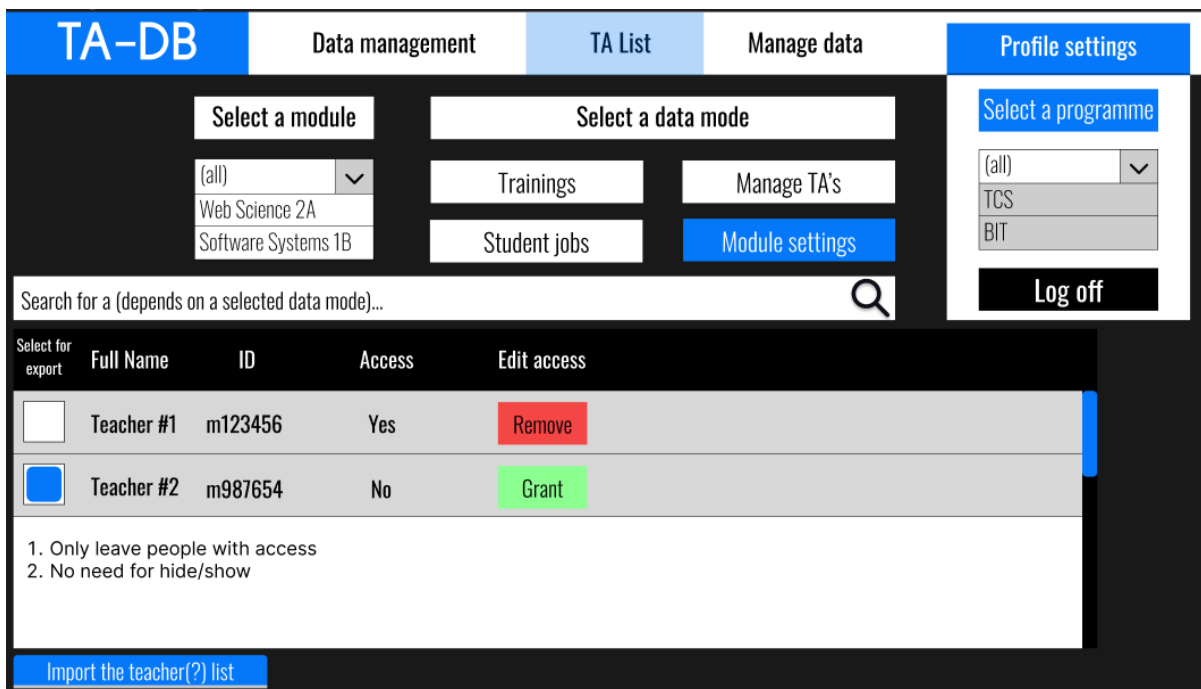 TA-DB
Data management
TA List
Manage data
Profile settings
Select a module
Select a data mode
Select a programme
(all)
Web Science 2A
Software Systems 1B
Trainings
Manage TA's
Student jobs
Module settings
(all)
TCS
BIT
Log off
Search for a (depends on a selected data mode)...
Select for
export
Full Name
ID
Access
Edit access
Teacher #1
m123456
Yes
Remove
Teacher #2
m987654
No
Grant
1. Only leave people with access
2. No need for hide/show
Import the teacher(?) list